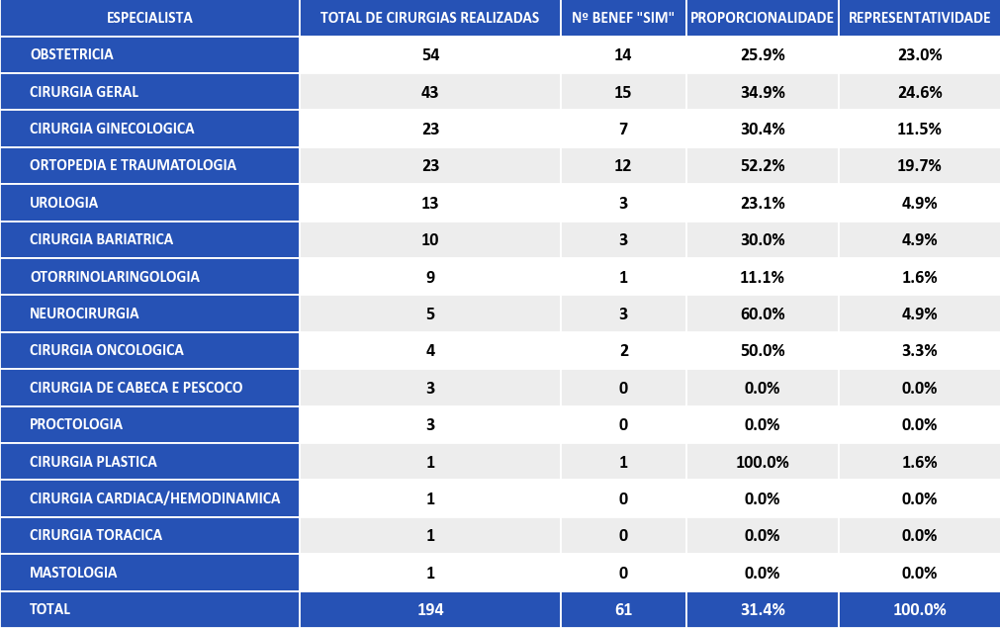 ESPECIALISTA TOTAL DE CIRURGIAS REALIZADAS Nº BENEF "SIM" PROPORCIONALIDADE REPRESENTATIVIDADE
OBSTETRICIA 54 14 25.9% 23.0%
CIRURGIA GERAL 43 15 34.9% 24.6%
CIRURGIA GINECOLOGICA 23 7 30.4% 11.5%
ORTOPEDIA E TRAUMATOLOGIA 23 12 52.2% 19.7%
UROLOGIA 13 3 23.1% 4.9%
CIRURGIA BARIATRICA 10 3 30.0% 4.9%
OTORRINOLARINGOLOGIA 9 1 11.1% 1.6%
NEUROCIRURGIA 5 3 60.0% 4.9%
CIRURGIA ONCOLOGICA 4 2 50.0% 3.3%
CIRURGIA DE CABECA E PESCOCO 3 0 0.0% 0.0%
PROCTOLOGIA 3 0 0.0% 0.0%
CIRURGIA PLASTICA 1 1 100.0% 1.6%
CIRURGIA CARDIACA/HEMODINAMICA 1 0 0.0% 0.0%
CIRURGIA TORACICA 1 0 0.0% 0.0%
MASTOLOGIA 1 0 0.0% 0.0%
TOTAL 194 61 31.4% 100.0%